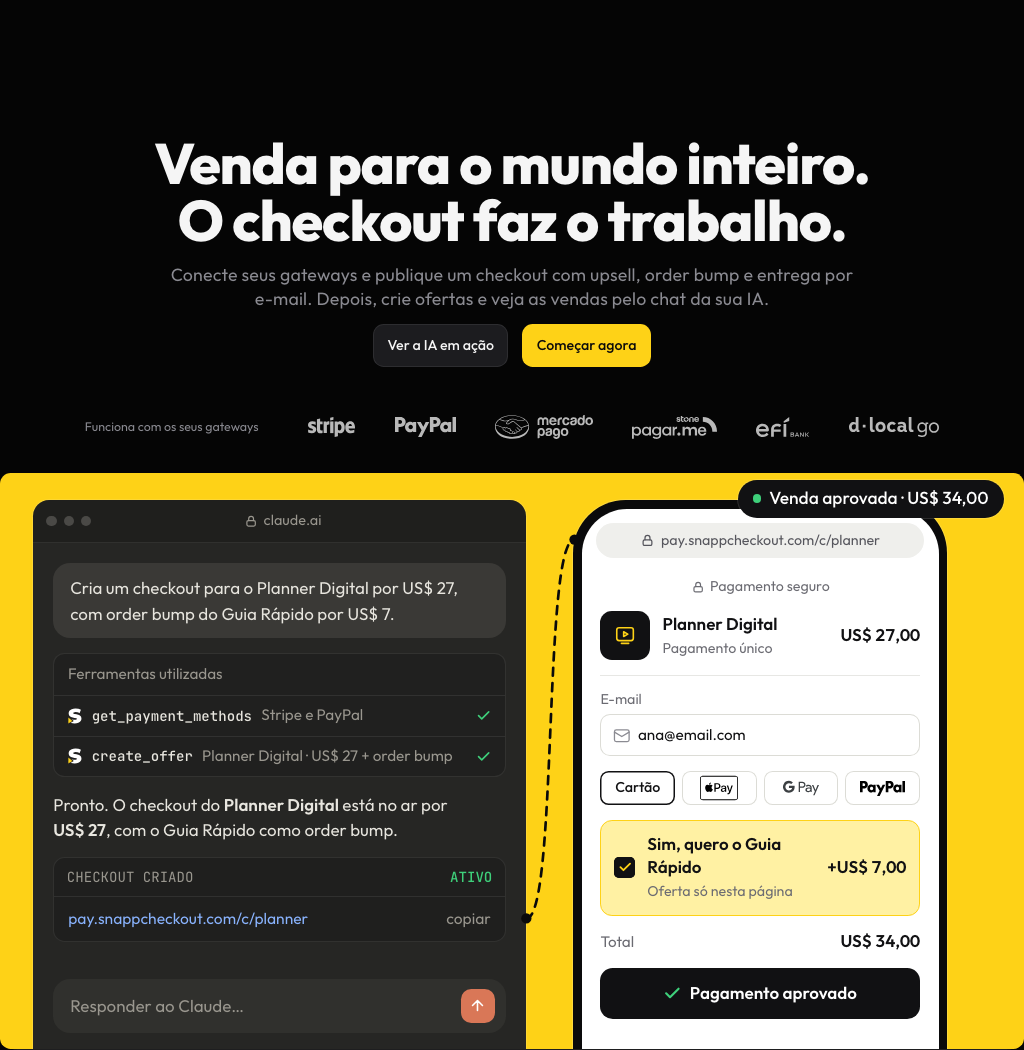 Venda para o mundo inteiro.
O checkout faz o trabalho.
Conecte seus gateways e publique um checkout com upsell, order bump e entrega por
e-mail. Depois, crie ofertas e veja as vendas pelo chat da sua IA.
Ver a IA em ação
Começar agora
Funciona com os seus gateways
stripe
PayPal
mercado
pago
stone
pagar.me
efí BANK
d·local go
claude.ai
Cria um checkout para o Planner Digital por US$ 27,
com order bump do Guia Rápido por US$ 7.
Ferramentas utilizadas
S get_payment_methods Stripe e PayPal
S create_offer Planner Digital · US$ 27 + order bump
Pronto. O checkout do Planner Digital está no ar por
US$ 27, com o Guia Rápido como order bump.
CHECKOUT CRIADO ATIVO
pay.snappcheckout.com/c/planner copiar
Responder ao Claude…
Venda aprovada · US$ 34,00
pay.snappcheckout.com/c/planner
Pagamento seguro
Planner Digital
Pagamento único
US$ 27,00
E-mail
ana@email.com
Cartão
Pay
G Pay
PayPal
Sim, quero o Guia
Rápido
Oferta só nesta página
+US$ 7,00
Total US$ 34,00
Pagamento aprovado